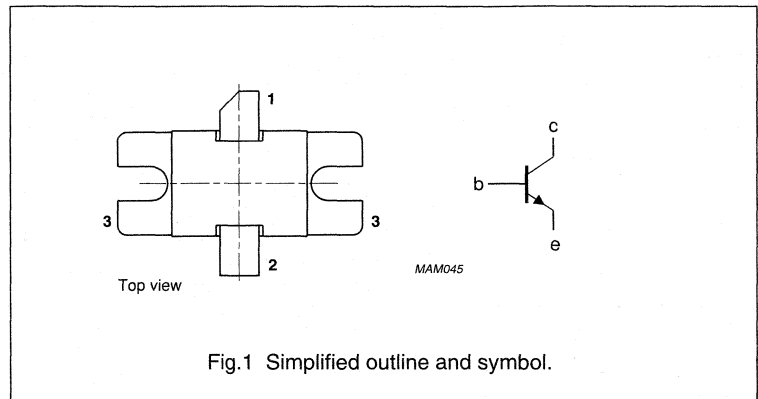 1
c
b
3
3
e
2
Top view
MAM045
Fig.1 Simplified outline and symbol.